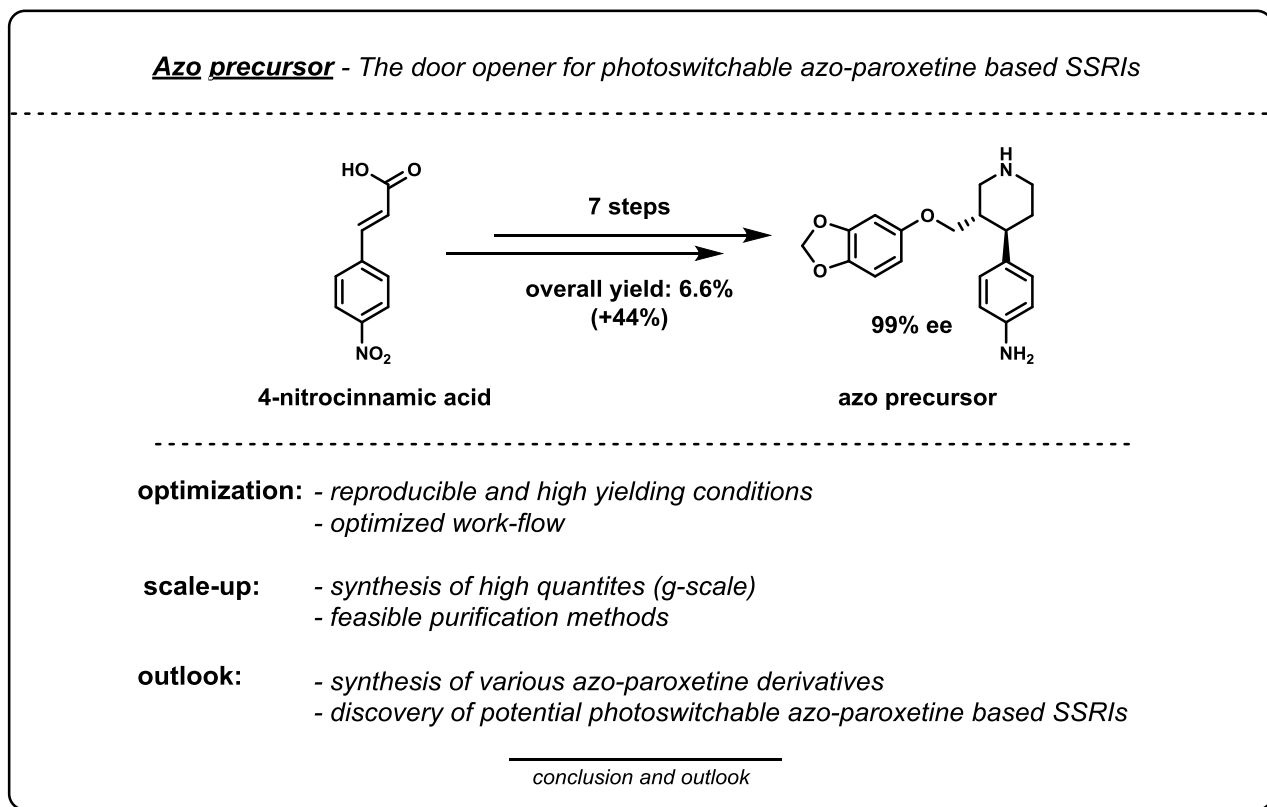 Azo precursor - The door opener for photoswitchable azo-paroxetine based SSRIs
HO
O
NO2
4-nitrocinnamic acid
7 steps
overall yield: 6.6%
(+44%)
H
N
O
O
O
99% ee
NH2
azo precursor
optimization: - reproducible and high yielding conditions
- optimized work-flow
scale-up: - synthesis of high quantites (g-scale)
- feasible purification methods
outlook: - synthesis of various azo-paroxetine derivatives
- discovery of potential photoswitchable azo-paroxetine based SSRIs
conclusion and outlook